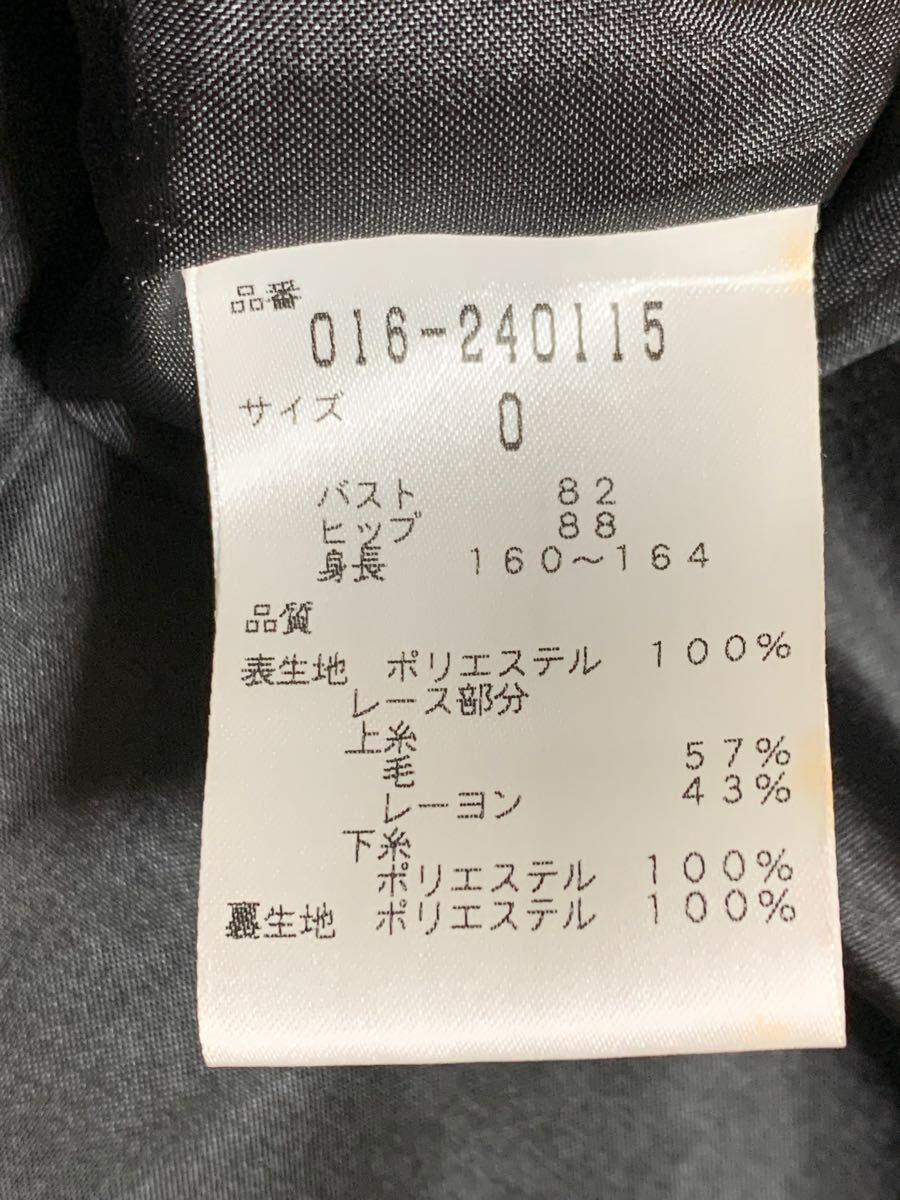 品番
016-240115
サイズ 0
バスト 82
ヒップ 88
身長 160～164
品質
表生地 ポリエステル 100%
レース部分
上糸
毛 57%
レーヨン 43%
下糸
ポリエステル 100%
裏生地 ポリエステル 100%